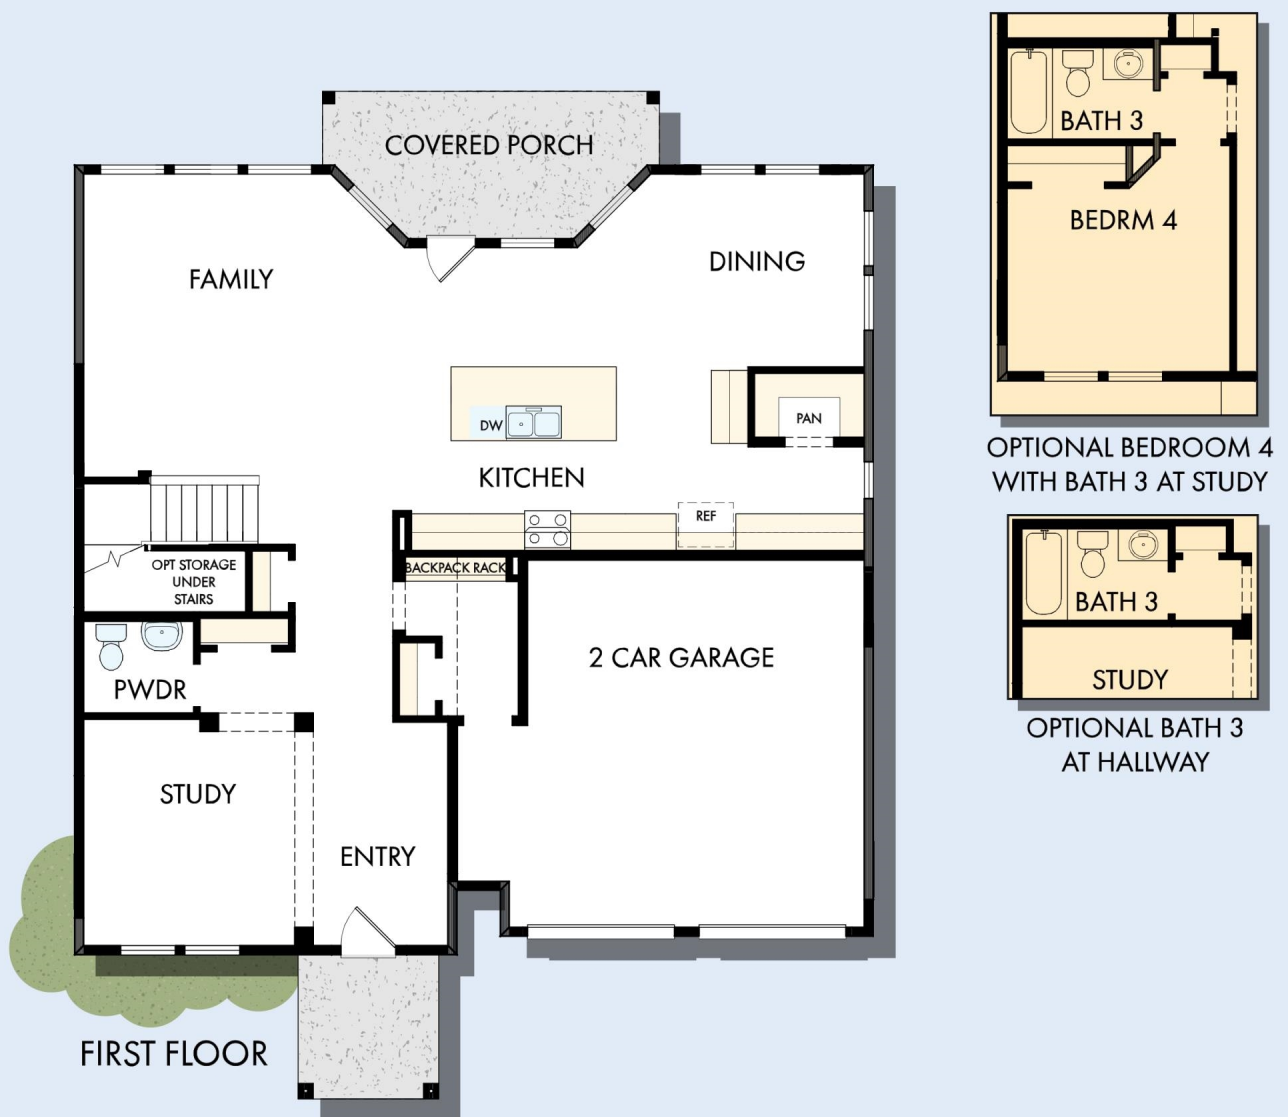 COVERED PORCH
FAMILY
DINING
DW
PAN
KITCHEN
REF
OPT STORAGE
UNDER
STAIRS
BACKPACK RACK
PWDR
2 CAR GARAGE
STUDY
ENTRY
FIRST FLOOR
BATH 3
BEDRM 4
OPTIONAL BEDROOM 4
WITH BATH 3 AT STUDY
BATH 3
STUDY
OPTIONAL BATH 3
AT HALLWAY